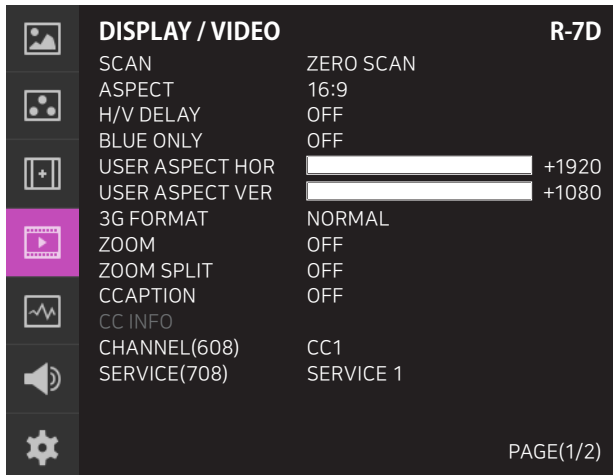 DISPLAY / VIDEO R-7D
SCAN ZERO SCAN
ASPECT 16:9
H/V DELAY OFF
BLUE ONLY OFF
USER ASPECT HOR +1920
USER ASPECT VER +1080
3G FORMAT NORMAL
ZOOM OFF
ZOOM SPLIT OFF
CCAPTION OFF
CC INFO
CHANNEL(608) CC1
SERVICE(708) SERVICE 1
PAGE(1/2)